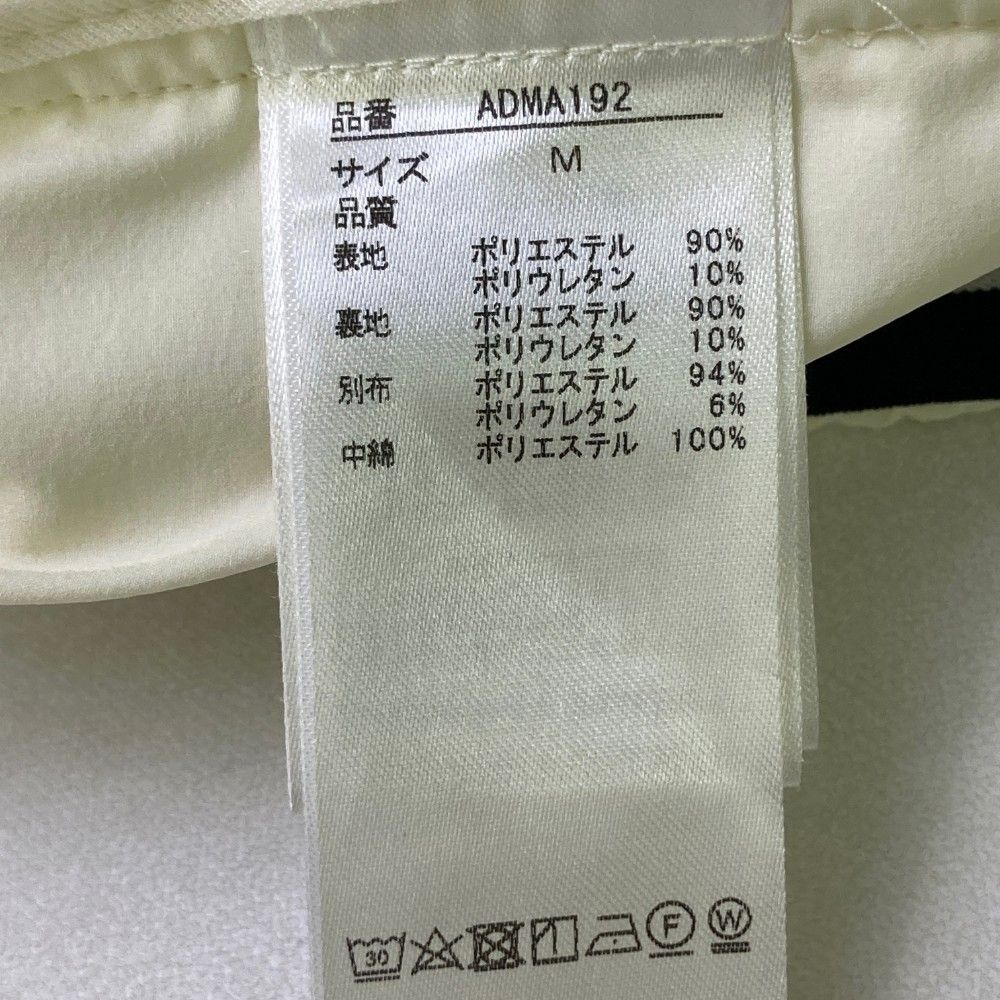 品番 ADMA192
サイズ M
品質
表地 ポリエステル 90%
ポリウレタン 10%
裏地 ポリエステル 90%
ポリウレタン 10%
別布 ポリエステル 94%
ポリウレタン 6%
中綿 ポリエステル 100%
30 F W